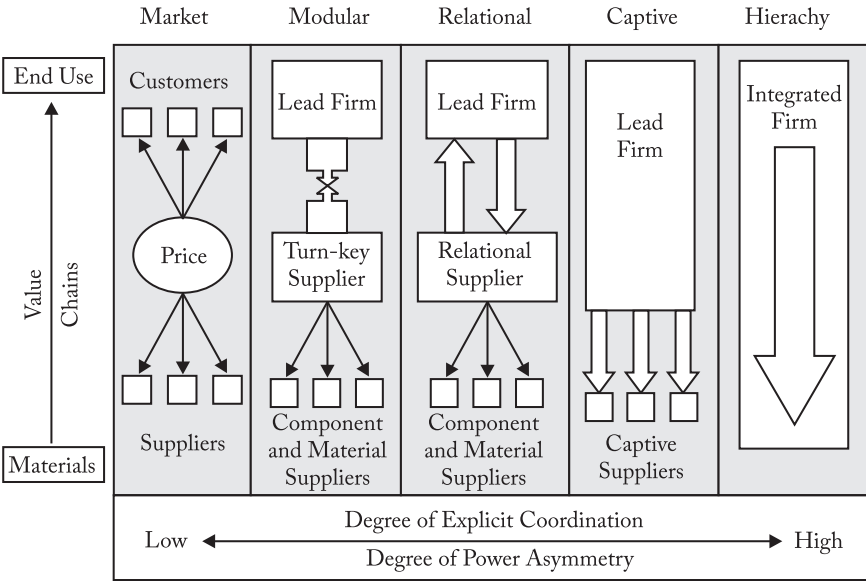 Market
Modular
Relational
Captive
Hierachy
End Use
Value
Chains
Materials
Customers
Price
Suppliers
Lead Firm
Turn-key
Supplier
Component
and Material
Suppliers
Lead Firm
Relational
Supplier
Component
and Material
Suppliers
Lead
Firm
Captive
Suppliers
Integrated
Firm
Degree of Explicit Coordination
Low
High
Degree of Power Asymmetry